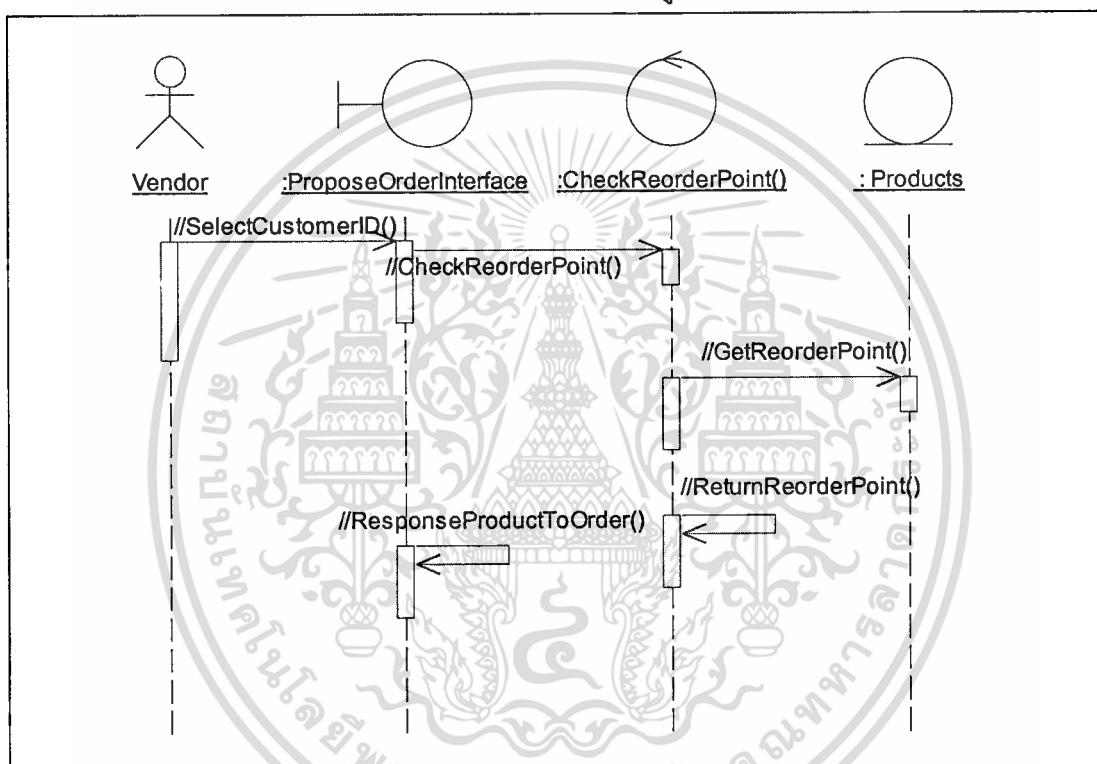 Vendor
:ProposeOrderInterface
:CheckReorderPoint()
: Products
//SelectCustomerID()
//CheckReorderPoint()
//GetReorderPoint()
//ReturnReorderPoint()
//ResponseProductToOrder()